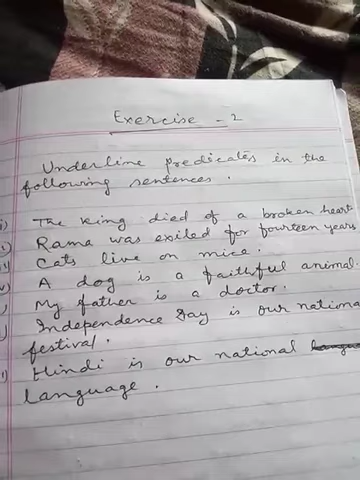 Exercise - 2
Underline predicates in the
following sentences.
i) The king died of a broken heart
Rama was exiled for fourteen years
Cats live on mice.
A dog is a faithful animal.
My father is a doctor.
Independence Day is our national
festival.
Hindi is our national
language.